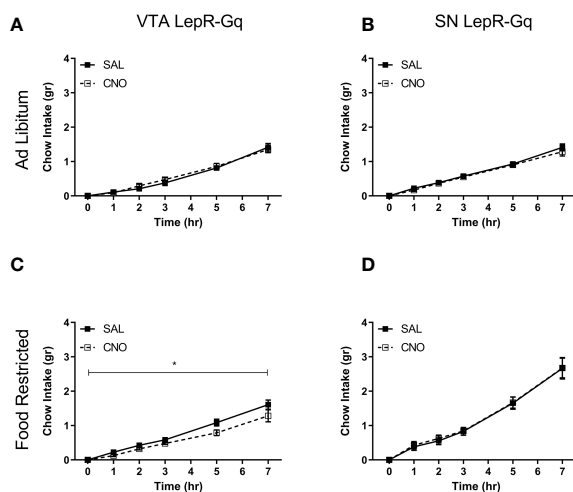 VTA LepR-Gq
SN LepR-Gq
Ad Libitum
Food Restricted
A
Chow Intake (gr)
4
3
2
1
0
SAL
CNO
0 1 2 3 4 5 6 7
Time (hr)
B
Chow Intake (gr)
4
3
2
1
0
SAL
CNO
0 1 2 3 4 5 6 7
Time (hr)
C
Chow Intake (gr)
4
3
2
1
0
SAL
CNO
*
0 1 2 3 4 5 6 7
Time (hr)
D
Chow Intake (gr)
4
3
2
1
0
SAL
CNO
0 1 2 3 4 5 6 7
Time (hr)